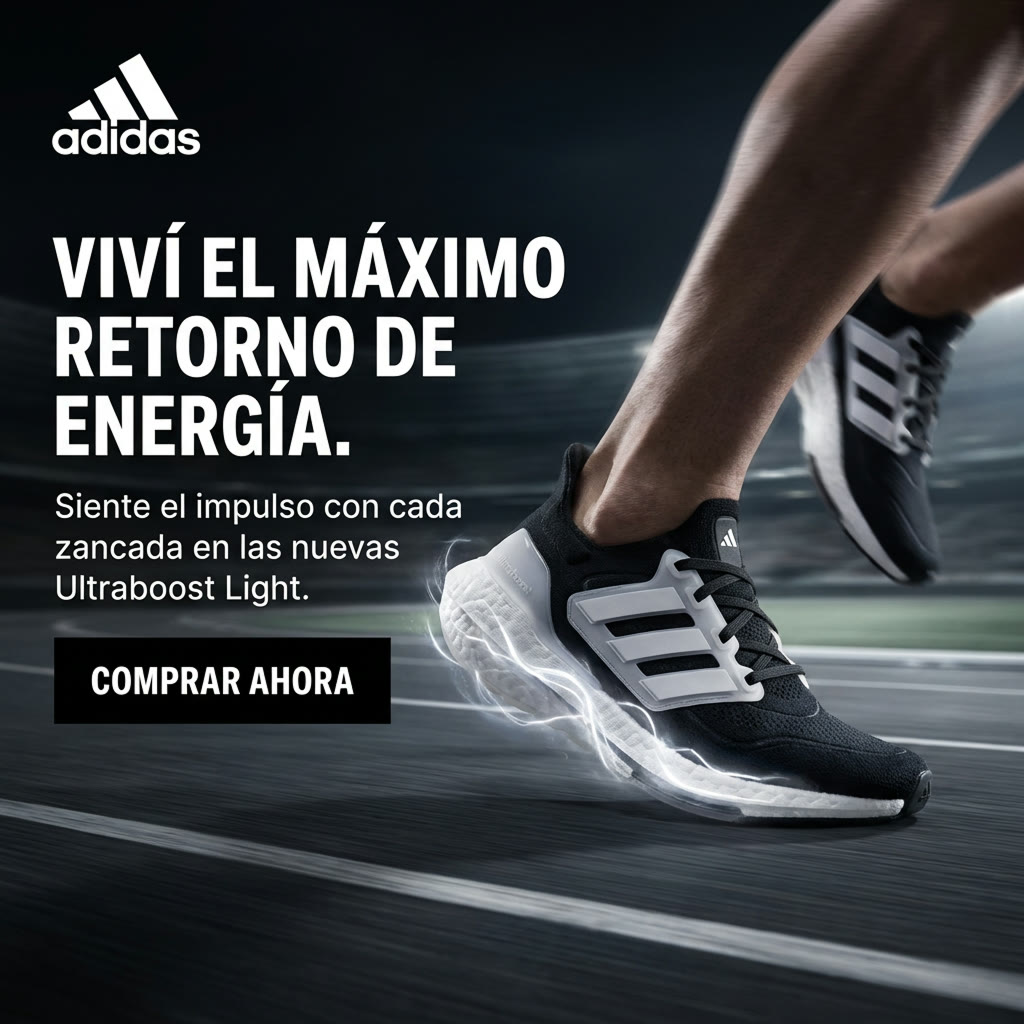 adidas
VIVÍ EL MÁXIMO
RETORNO DE
ENERGÍA.
Siente el impulso con cada
zancada en las nuevas
Ultraboost Light.
COMPRAR AHORA